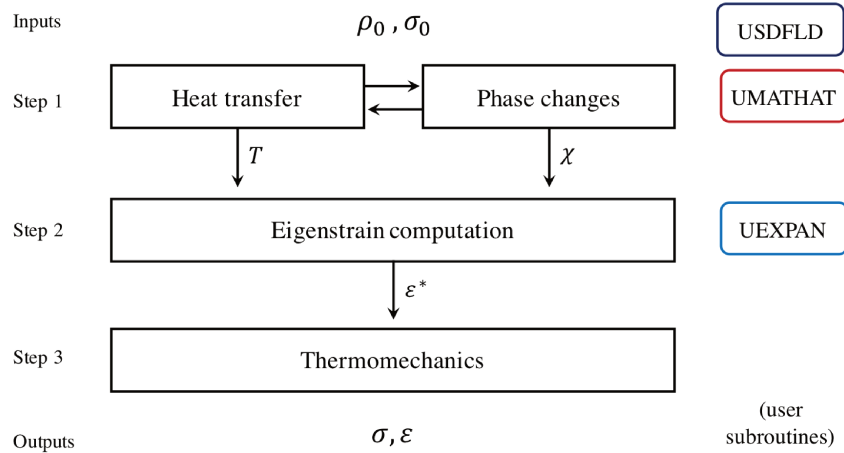 Inputs
ρ₀ , σ₀
USDFLD
Step 1
Heat transfer
Phase changes
UMATHAT
T
χ
Step 2
Eigenstrain computation
UEXPAN
ε*
Step 3
Thermomechanics
Outputs
σ, ε
(user
subroutines)